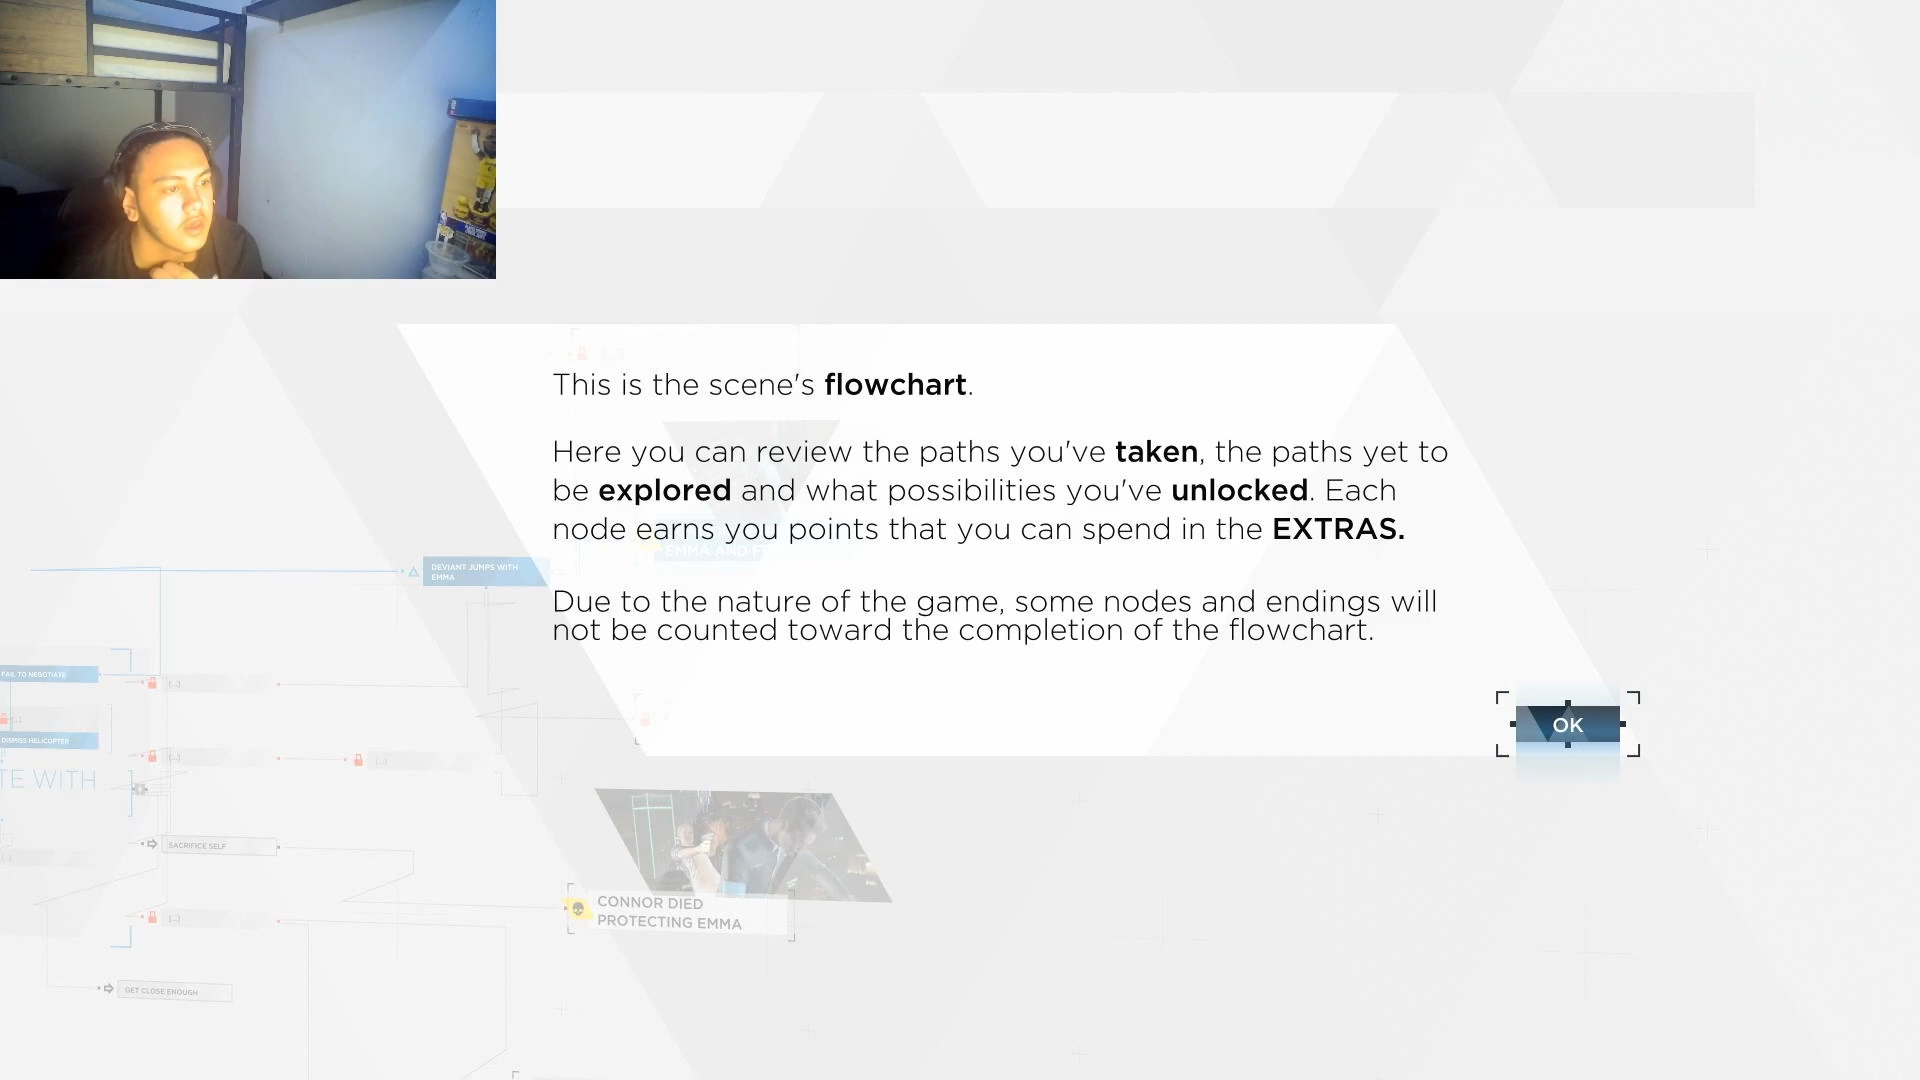 This is the scene's flowchart.
Here you can review the paths you've taken, the paths yet to
be explored and what possibilities you've unlocked. Each
node earns you points that you can spend in the EXTRAS.
EMMA AND F
DEVIANT JUMPS WITH
EMMA
Due to the nature of the game, some nodes and endings will
not be counted toward the completion of the flowchart.
FAIL TO NEGOTIATE
[...]
[...]
DISMISS HELICOPTER
OK
[...]
[...]
TE WITH
SACRIFICE SELF
CONNOR DIED
PROTECTING EMMA
[...]
GET CLOSE ENOUGH